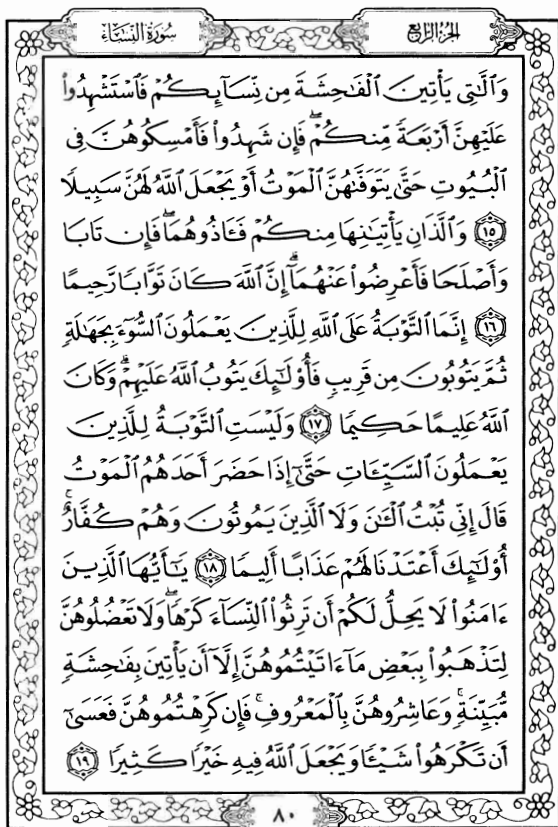 الجزء الرابع
سورة النساء
وَٱلَّٰتِى يَأْتِينَ ٱلْفَٰحِشَةَ مِن نِّسَآئِكُمْ فَٱسْتَشْهِدُوا۟
عَلَيْهِنَّ أَرْبَعَةً مِّنكُمْ ۖ فَإِن شَهِدُوا۟ فَأَمْسِكُوهُنَّ فِى
ٱلْبُيُوتِ حَتَّىٰ يَتَوَفَّىٰهُنَّ ٱلْمَوْتُ أَوْ يَجْعَلَ ٱللَّهُ لَهُنَّ سَبِيلًا
١٥ وَٱلَّذَانِ يَأْتِيَٰنِهَا مِنكُمْ فَـَٔاذُوهُمَا ۖ فَإِن تَابَا
وَأَصْلَحَا فَأَعْرِضُوا۟ عَنْهُمَآ ۗ إِنَّ ٱللَّهَ كَانَ تَوَّابًا رَّحِيمًا
١٦ إِنَّمَا ٱلتَّوْبَةُ عَلَى ٱللَّهِ لِلَّذِينَ يَعْمَلُونَ ٱلسُّوٓءَ بِجَهَٰلَةٍ
ثُمَّ يَتُوبُونَ مِن قَرِيبٍ فَأُو۟لَٰٓئِكَ يَتُوبُ ٱللَّهُ عَلَيْهِمْ ۗ وَكَانَ
ٱللَّهُ عَلِيمًا حَكِيمًا ١٧ وَلَيْسَتِ ٱلتَّوْبَةُ لِلَّذِينَ
يَعْمَلُونَ ٱلسَّيِّـَٔاتِ حَتَّىٰٓ إِذَا حَضَرَ أَحَدَهُمُ ٱلْمَوْتُ
قَالَ إِنِّى تُبْتُ ٱلْـَٰٔنَ وَلَا ٱلَّذِينَ يَمُوتُونَ وَهُمْ كُفَّارٌ ۚ
أُو۟لَٰٓئِكَ أَعْتَدْنَا لَهُمْ عَذَابًا أَلِيمًا ١٨ يَٰٓأَيُّهَا ٱلَّذِينَ
ءَامَنُوا۟ لَا يَحِلُّ لَكُمْ أَن تَرِثُوا۟ ٱلنِّسَآءَ كَرْهًا ۖ وَلَا تَعْضُلُوهُنَّ
لِتَذْهَبُوا۟ بِبَعْضِ مَآ ءَاتَيْتُمُوهُنَّ إِلَّآ أَن يَأْتِينَ بِفَٰحِشَةٍ
مُّبَيِّنَةٍ ۚ وَعَاشِرُوهُنَّ بِٱلْمَعْرُوفِ ۚ فَإِن كَرِهْتُمُوهُنَّ فَعَسَىٰٓ
أَن تَكْرَهُوا۟ شَيْـًٔا وَيَجْعَلَ ٱللَّهُ فِيهِ خَيْرًا كَثِيرًا ١٩
٨٠